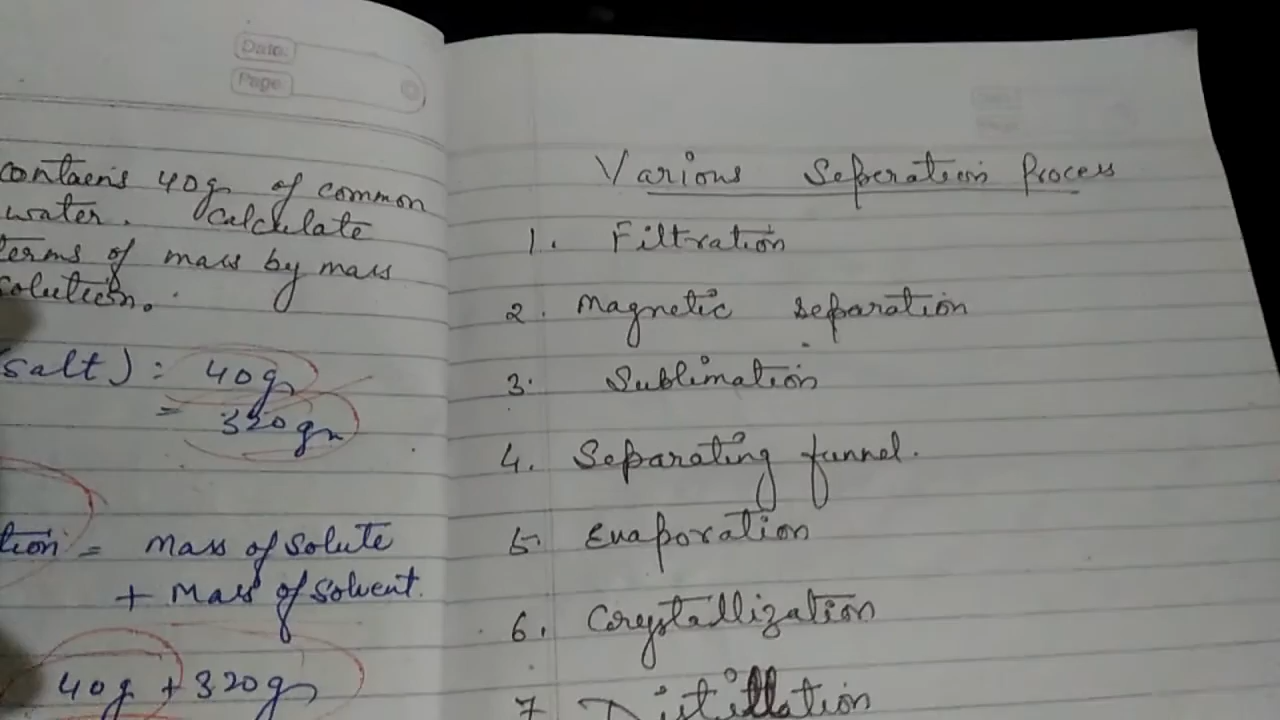 Date.
Page
contaens 40g of common
water. Calculate
terms of mass by mass
solution.
(salt) = 40g
= 320gm
tion = Mass of Solute
+ Mass of Solvent.
40g + 320gm
Various Seperation Process
1. Filtration
2. Magnetic separation
3. Sublimation
4. Separating funnel.
5. Evaporation
6. Corystallization
7 Distillation